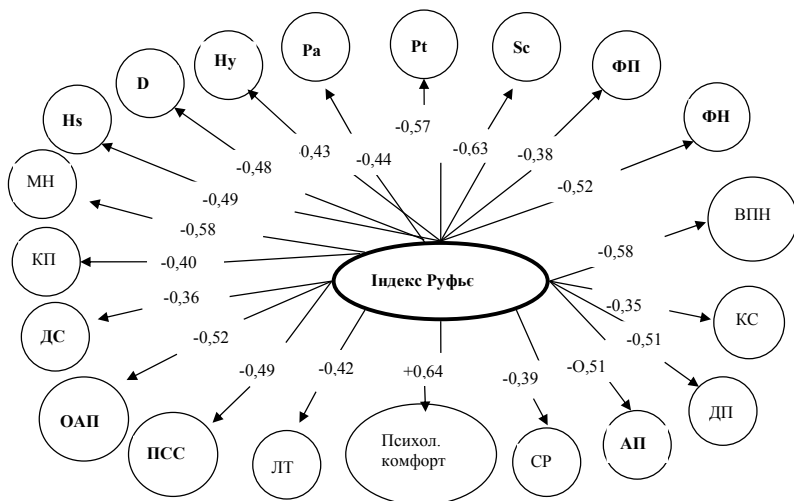 Pa
Pt
Sc
Hy
ФП
D
Hs
ФН
-0,57
0,43
-0,44
-0,63
-0,38
-0,48
МН
-0,49
-0,52
ВПН
-0,58
-0,58
КП
-0,40
Індекс Руфьє
-0,36
-0,35
КС
ДС
-0,52
-0,51
-0,49
-0,42
+0,64
-0,39
-О,51
ОАП
ДП
ПСС
ЛТ
Психол.
комфорт
СР
АП